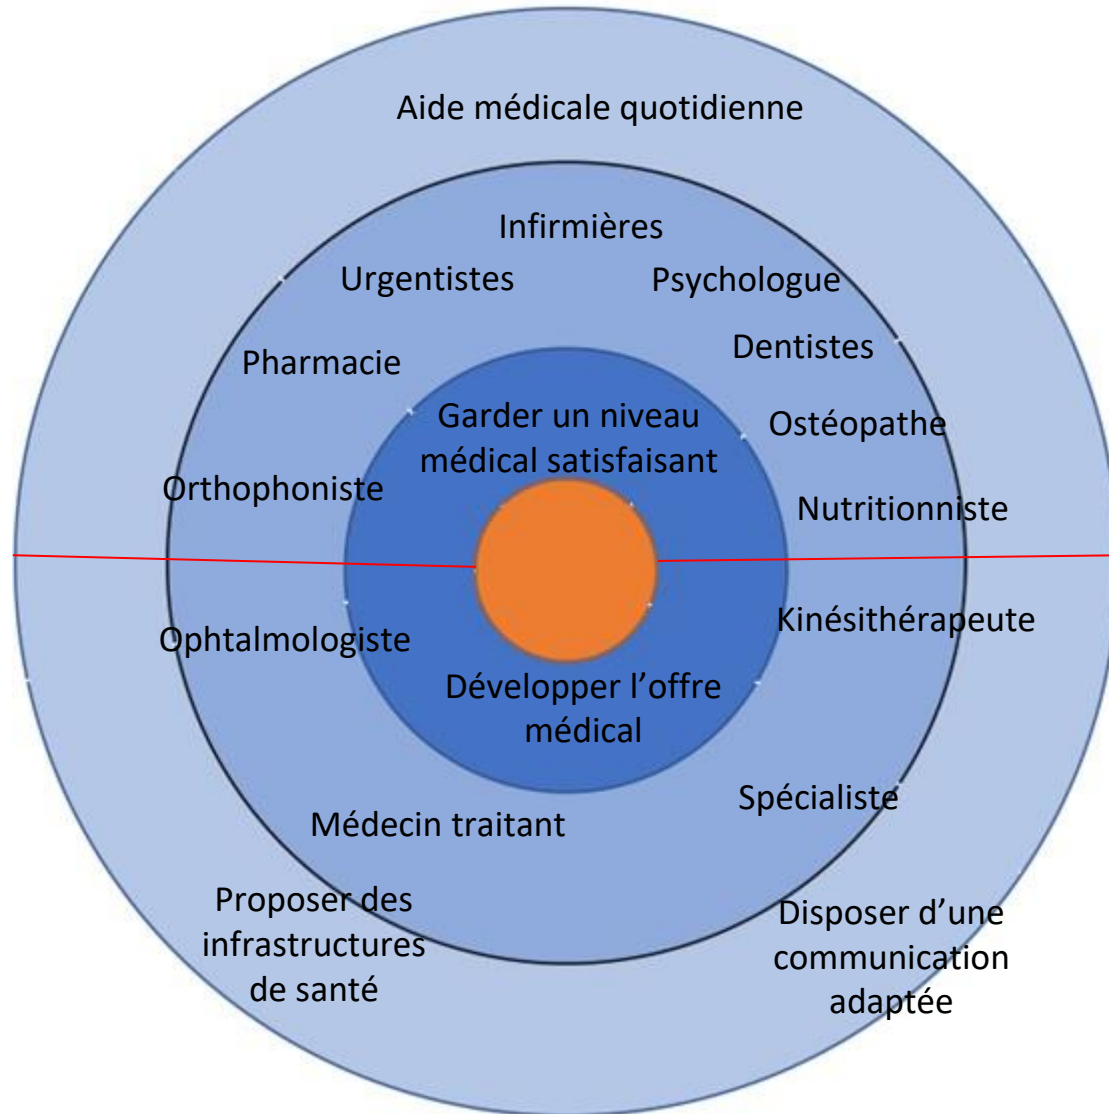 Aide médicale quotidienne
Infirmières
Urgentistes
Psychologue
Pharmacie
Dentistes
Garder un niveau
médical satisfaisant
Ostéopathe
Orthophoniste
Nutritionniste
Ophtalmologiste
Kinésithérapeute
Développer l’offre
médical
Médecin traitant
Spécialiste
Proposer des
infrastructures
de santé
Disposer d’une
communication
adaptée